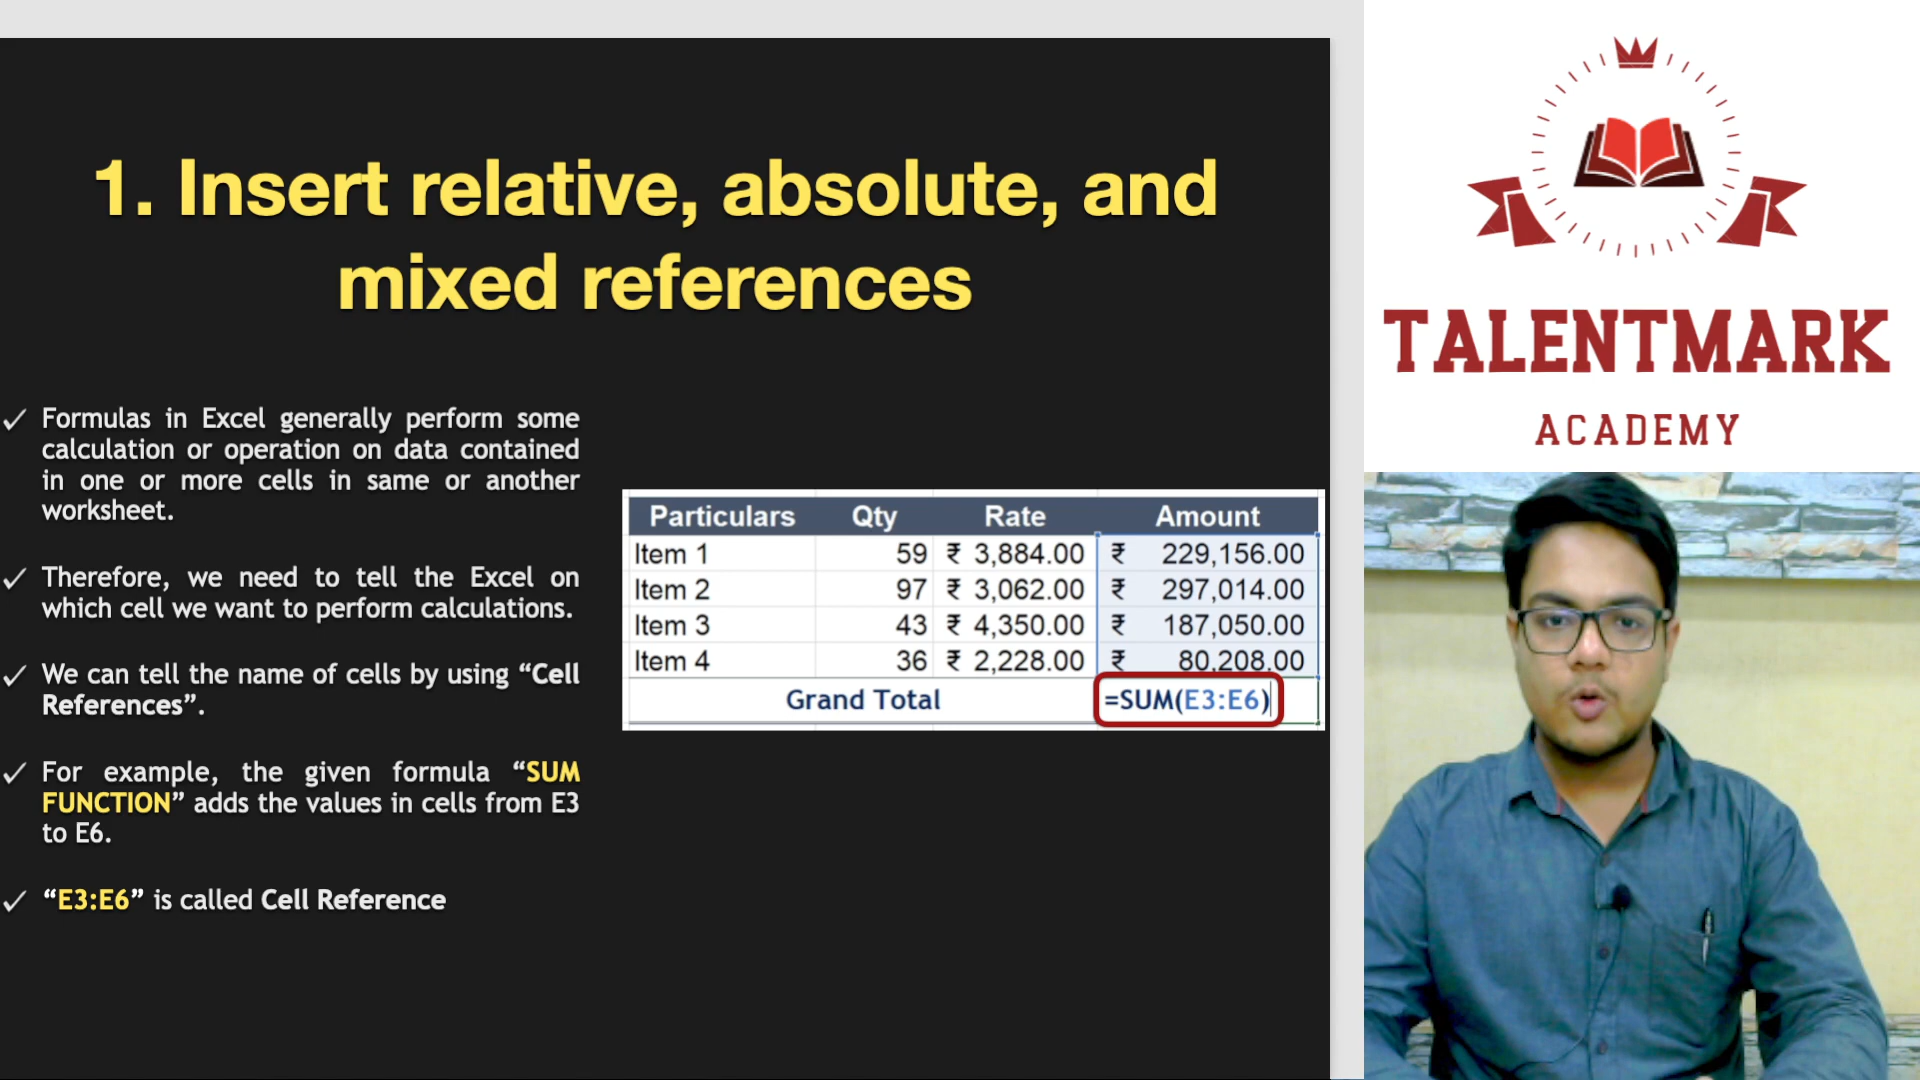 1. Insert relative, absolute, and
mixed references
✓ Formulas in Excel generally perform some
calculation or operation on data contained
in one or more cells in same or another
worksheet.
✓ Therefore, we need to tell the Excel on
which cell we want to perform calculations.
✓ We can tell the name of cells by using “Cell
References”.
✓ For example, the given formula “SUM
FUNCTION” adds the values in cells from E3
to E6.
✓ “E3:E6” is called Cell Reference
Particulars Qty Rate Amount
Item 1 59 ₹ 3,884.00 ₹ 229,156.00
Item 2 97 ₹ 3,062.00 ₹ 297,014.00
Item 3 43 ₹ 4,350.00 ₹ 187,050.00
Item 4 36 ₹ 2,228.00 ₹ 80,208.00
Grand Total =SUM(E3:E6)
TALENTMARK
ACADEMY